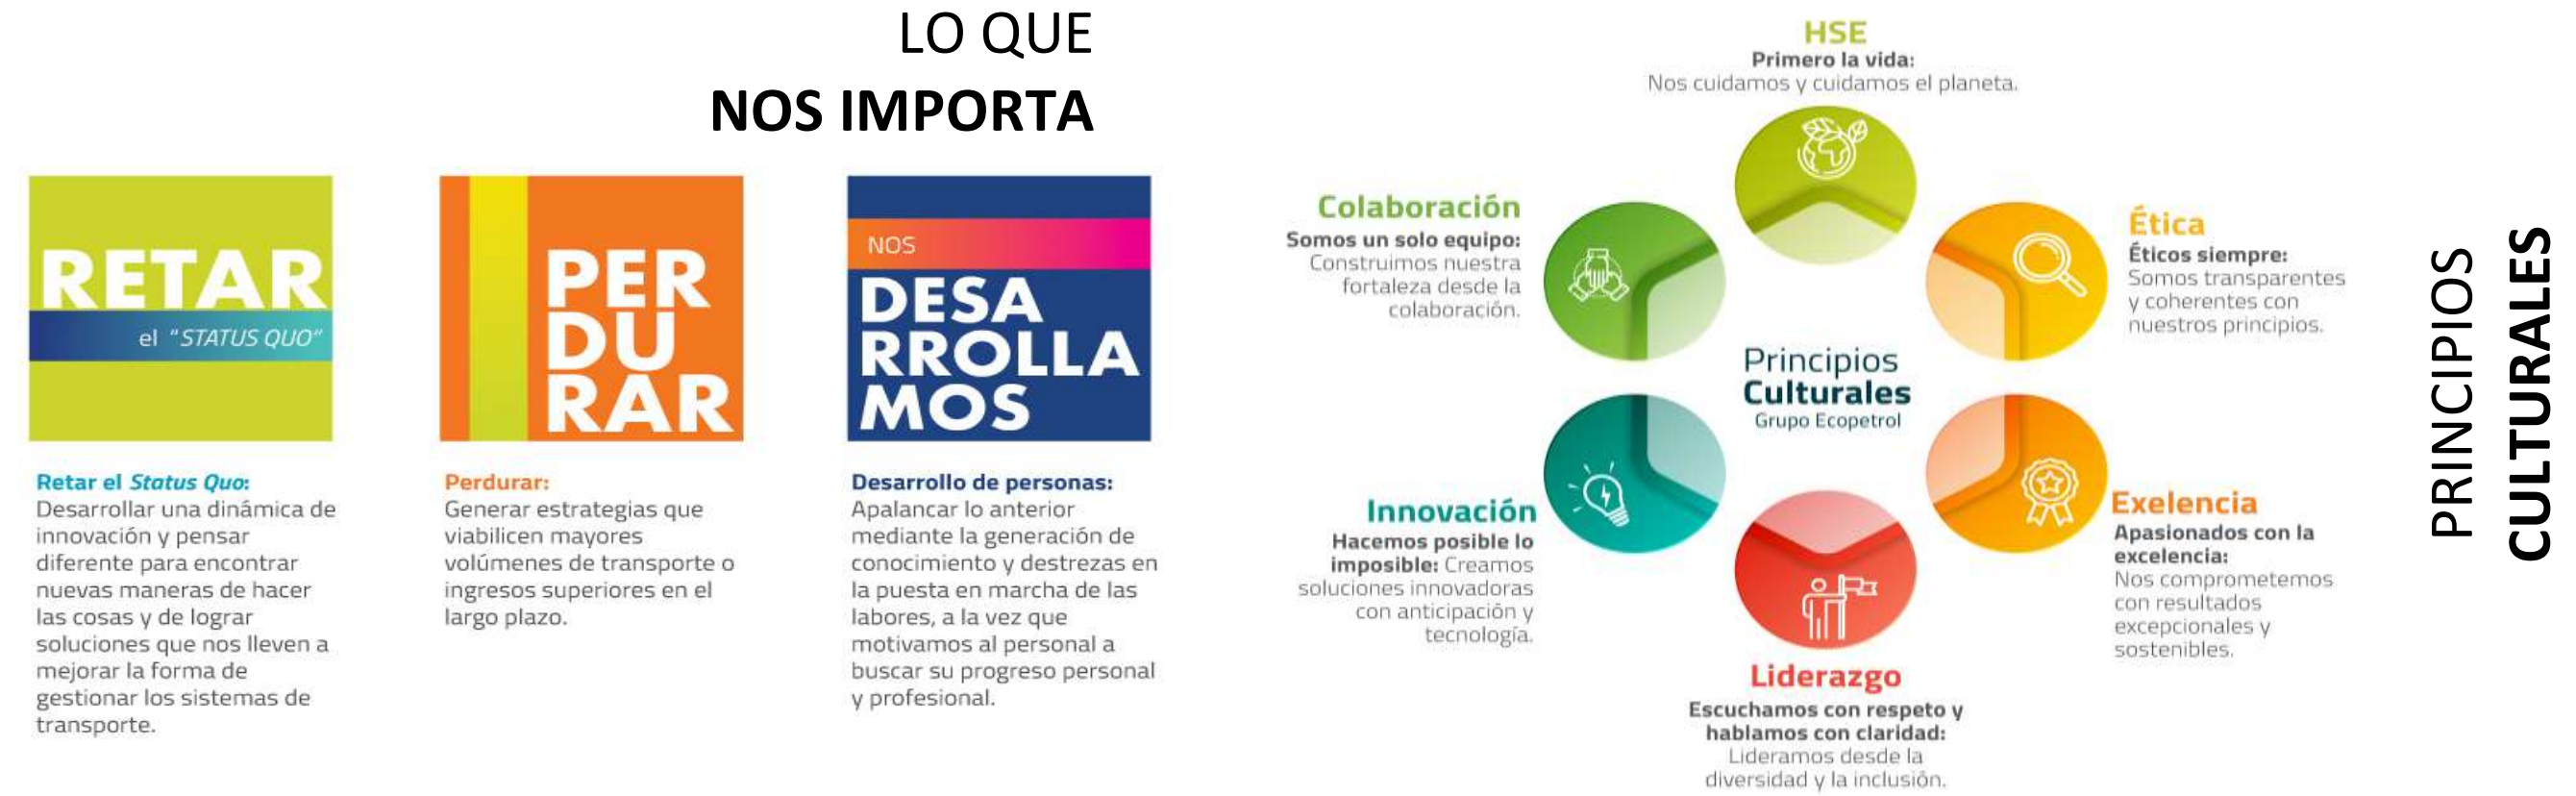 LO QUE
NOS IMPORTA
RETAR
el "STATUS QUO"
Retar el Status Quo:
Desarrollar una dinámica de
innovación y pensar
diferente para encontrar
nuevas maneras de hacer
las cosas y de lograr
soluciones que nos lleven a
mejorar la forma de
gestionar los sistemas de
transporte.
PER
DU
RAR
Perdurar:
Generar estrategias que
viabilicen mayores
volúmenes de transporte o
ingresos superiores en el
largo plazo.
NOS
DESA
RROLLA
MOS
Desarrollo de personas:
Apalancar lo anterior
mediante la generación de
conocimiento y destrezas en
la puesta en marcha de las
labores, a la vez que
motivamos al personal a
buscar su progreso personal
y profesional.
HSE
Primero la vida:
Nos cuidamos y cuidamos el planeta.
Colaboración
Somos un solo equipo:
Construimos nuestra
fortaleza desde la
colaboración.
Ética
Éticos siempre:
Somos transparentes
y coherentes con
nuestros principios.
Principios
Culturales
Grupo Ecopetrol
Innovación
Hacemos posible lo
imposible: Creamos
soluciones innovadoras
con anticipación y
tecnología.
Exelencia
Apasionados con la
excelencia:
Nos comprometemos
con resultados
excepcionales y
sostenibles.
Liderazgo
Escuchamos con respeto y
hablamos con claridad:
Lideramos desde la
diversidad y la inclusión.
PRINCIPIOS
CULTURALES